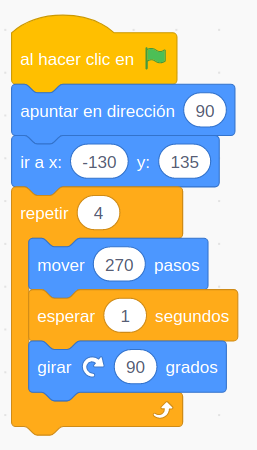 al hacer clic en
apuntar en dirección 90
ir a x: -130 y: 135
repetir 4
mover 270 pasos
esperar 1 segundos
girar 90 grados